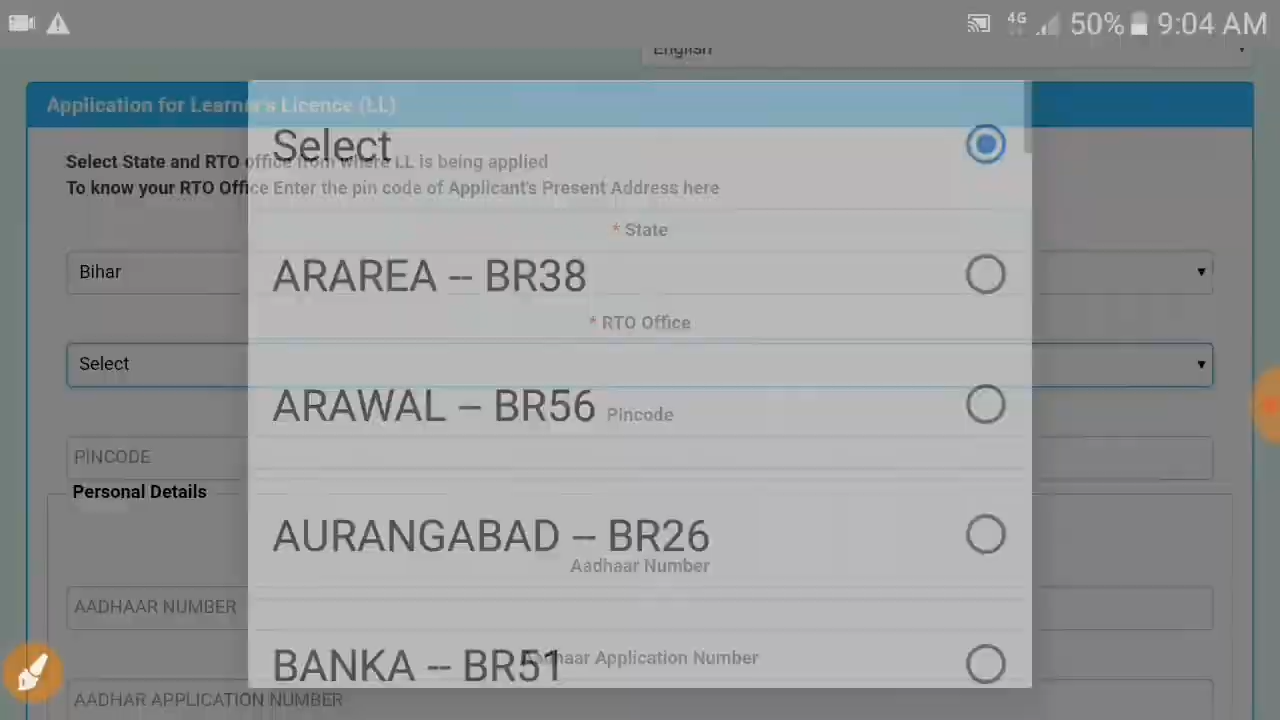 4G 50% 9:04 AM
English
Application for Learner's Licence (LL)
Select State and RTO office from where LL is being applied
To know your RTO Office Enter the pin code of Applicant's Present Address here
* State
Bihar
* RTO Office
Select
Pincode
PINCODE
Personal Details
Aadhaar Number
AADHAAR NUMBER
Aadhaar Application Number
AADHAR APPLICATION NUMBER
Select
ARAREA -- BR38
ARAWAL -- BR56
AURANGABAD -- BR26
BANKA -- BR51